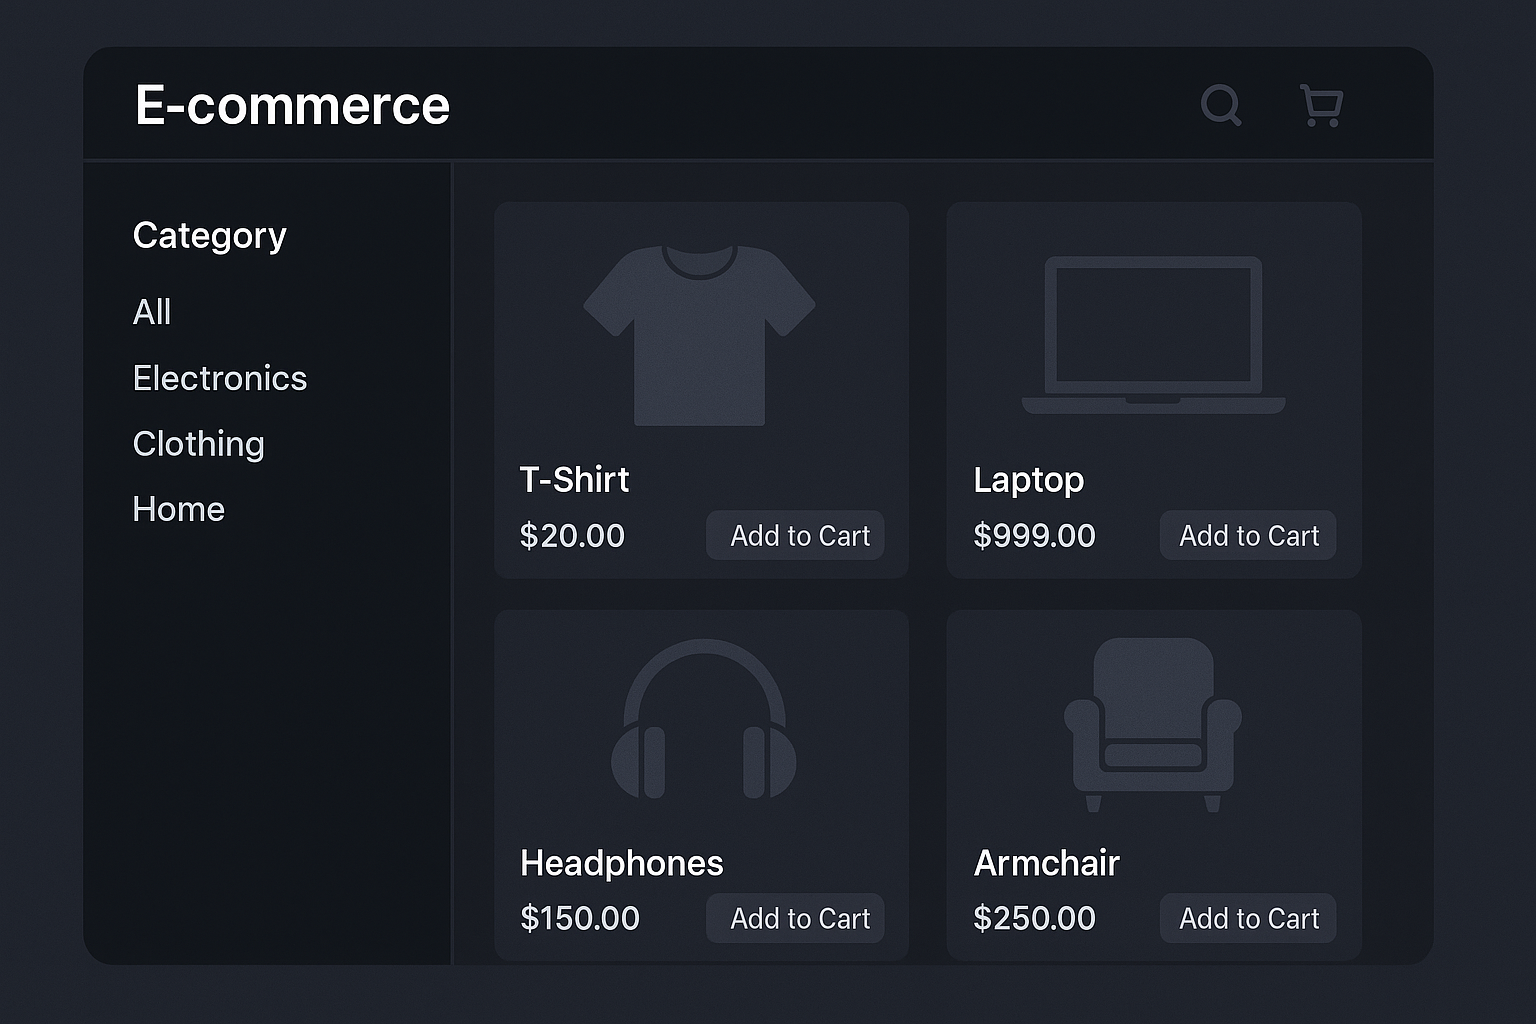 E-commerce
Category
All
Electronics
Clothing
Home
T-Shirt
$20.00
Add to Cart
Laptop
$999.00
Add to Cart
Headphones
$150.00
Add to Cart
Armchair
$250.00
Add to Cart